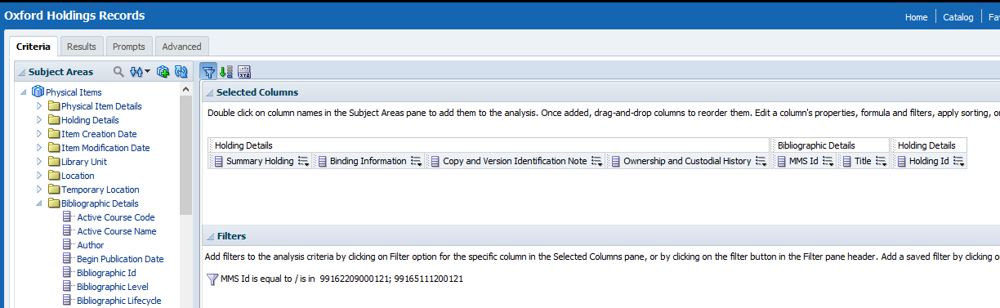 Oxford Holdings Records
Home Catalog Fa
Criteria Results Prompts Advanced
Subject Areas
Physical Items
Physical Item Details
Holding Details
Item Creation Date
Item Modification Date
Library Unit
Location
Temporary Location
Bibliographic Details
Active Course Code
Active Course Name
Author
Begin Publication Date
Bibliographic Id
Bibliographic Level
Bibliographic Lifecycle
XYZ
Selected Columns
Double click on column names in the Subject Areas pane to add them to the analysis. Once added, drag-and-drop columns to reorder them. Edit a column's properties, formula and filters, apply sorting, or
Holding Details Bibliographic Details Holding Details
Summary Holding Binding Information Copy and Version Identification Note Ownership and Custodial History MMS Id Title Holding Id
Filters
Add filters to the analysis criteria by clicking on Filter option for the specific column in the Selected Columns pane, or by clicking on the filter button in the Filter pane header. Add a saved filter by clicking o
MMS Id is equal to / is in 99162209000121; 99165111200121